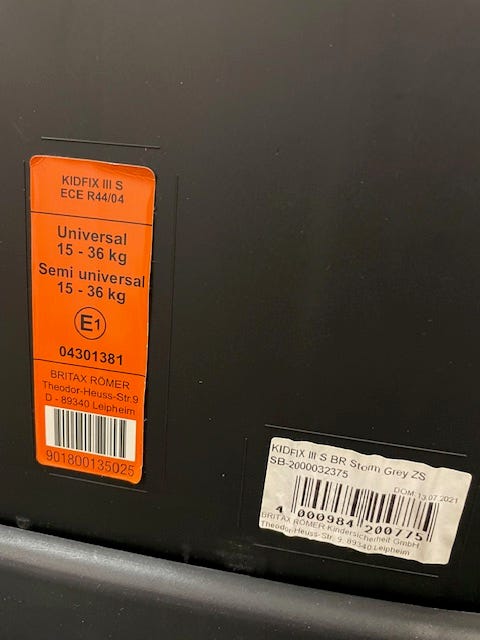 KIDFIX III S
ECE R44/04
Universal
15 - 36 kg
Semi universal
15 - 36 kg
E1
04301381
BRITAX RÖMER
Theodor-Heuss-Str.9
D - 89340 Leipheim
901800135025
KIDFIX III S BR Storm Grey ZS
SB-2000032375
DOM: 13.07.2021
4 000984 200775
BRITAX RÖMER Kindersicherheit GmbH
Theodor-Heuss-Str. 9, 89340 Leipheim